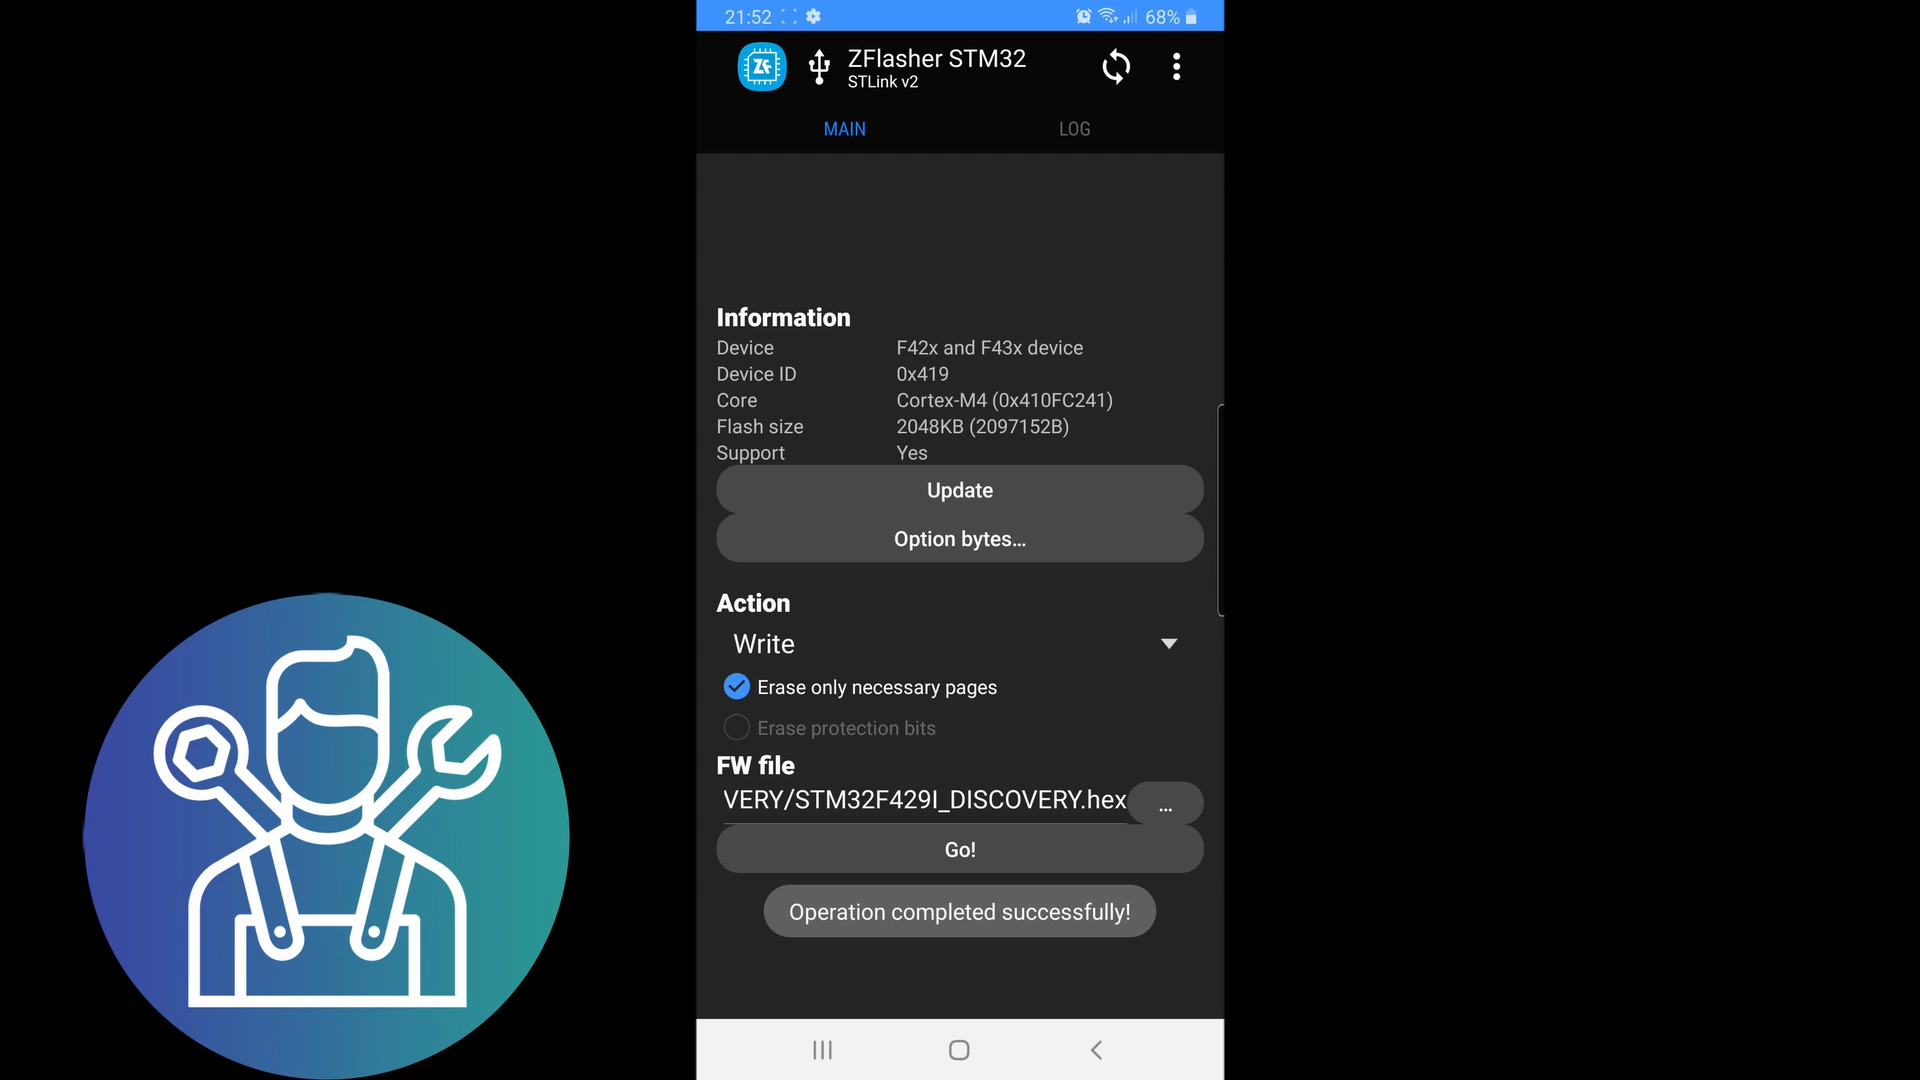 21:52 68%
ZF
ZFlasher STM32
STLink v2
MAIN LOG
Information
Device F42x and F43x device
Device ID 0x419
Core Cortex-M4 (0x410FC241)
Flash size 2048KB (2097152B)
Support Yes
Update
Option bytes...
Action
Write
Erase only necessary pages
Erase protection bits
FW file
VERY/STM32F429I_DISCOVERY.hex ...
Go!
Operation completed successfully!